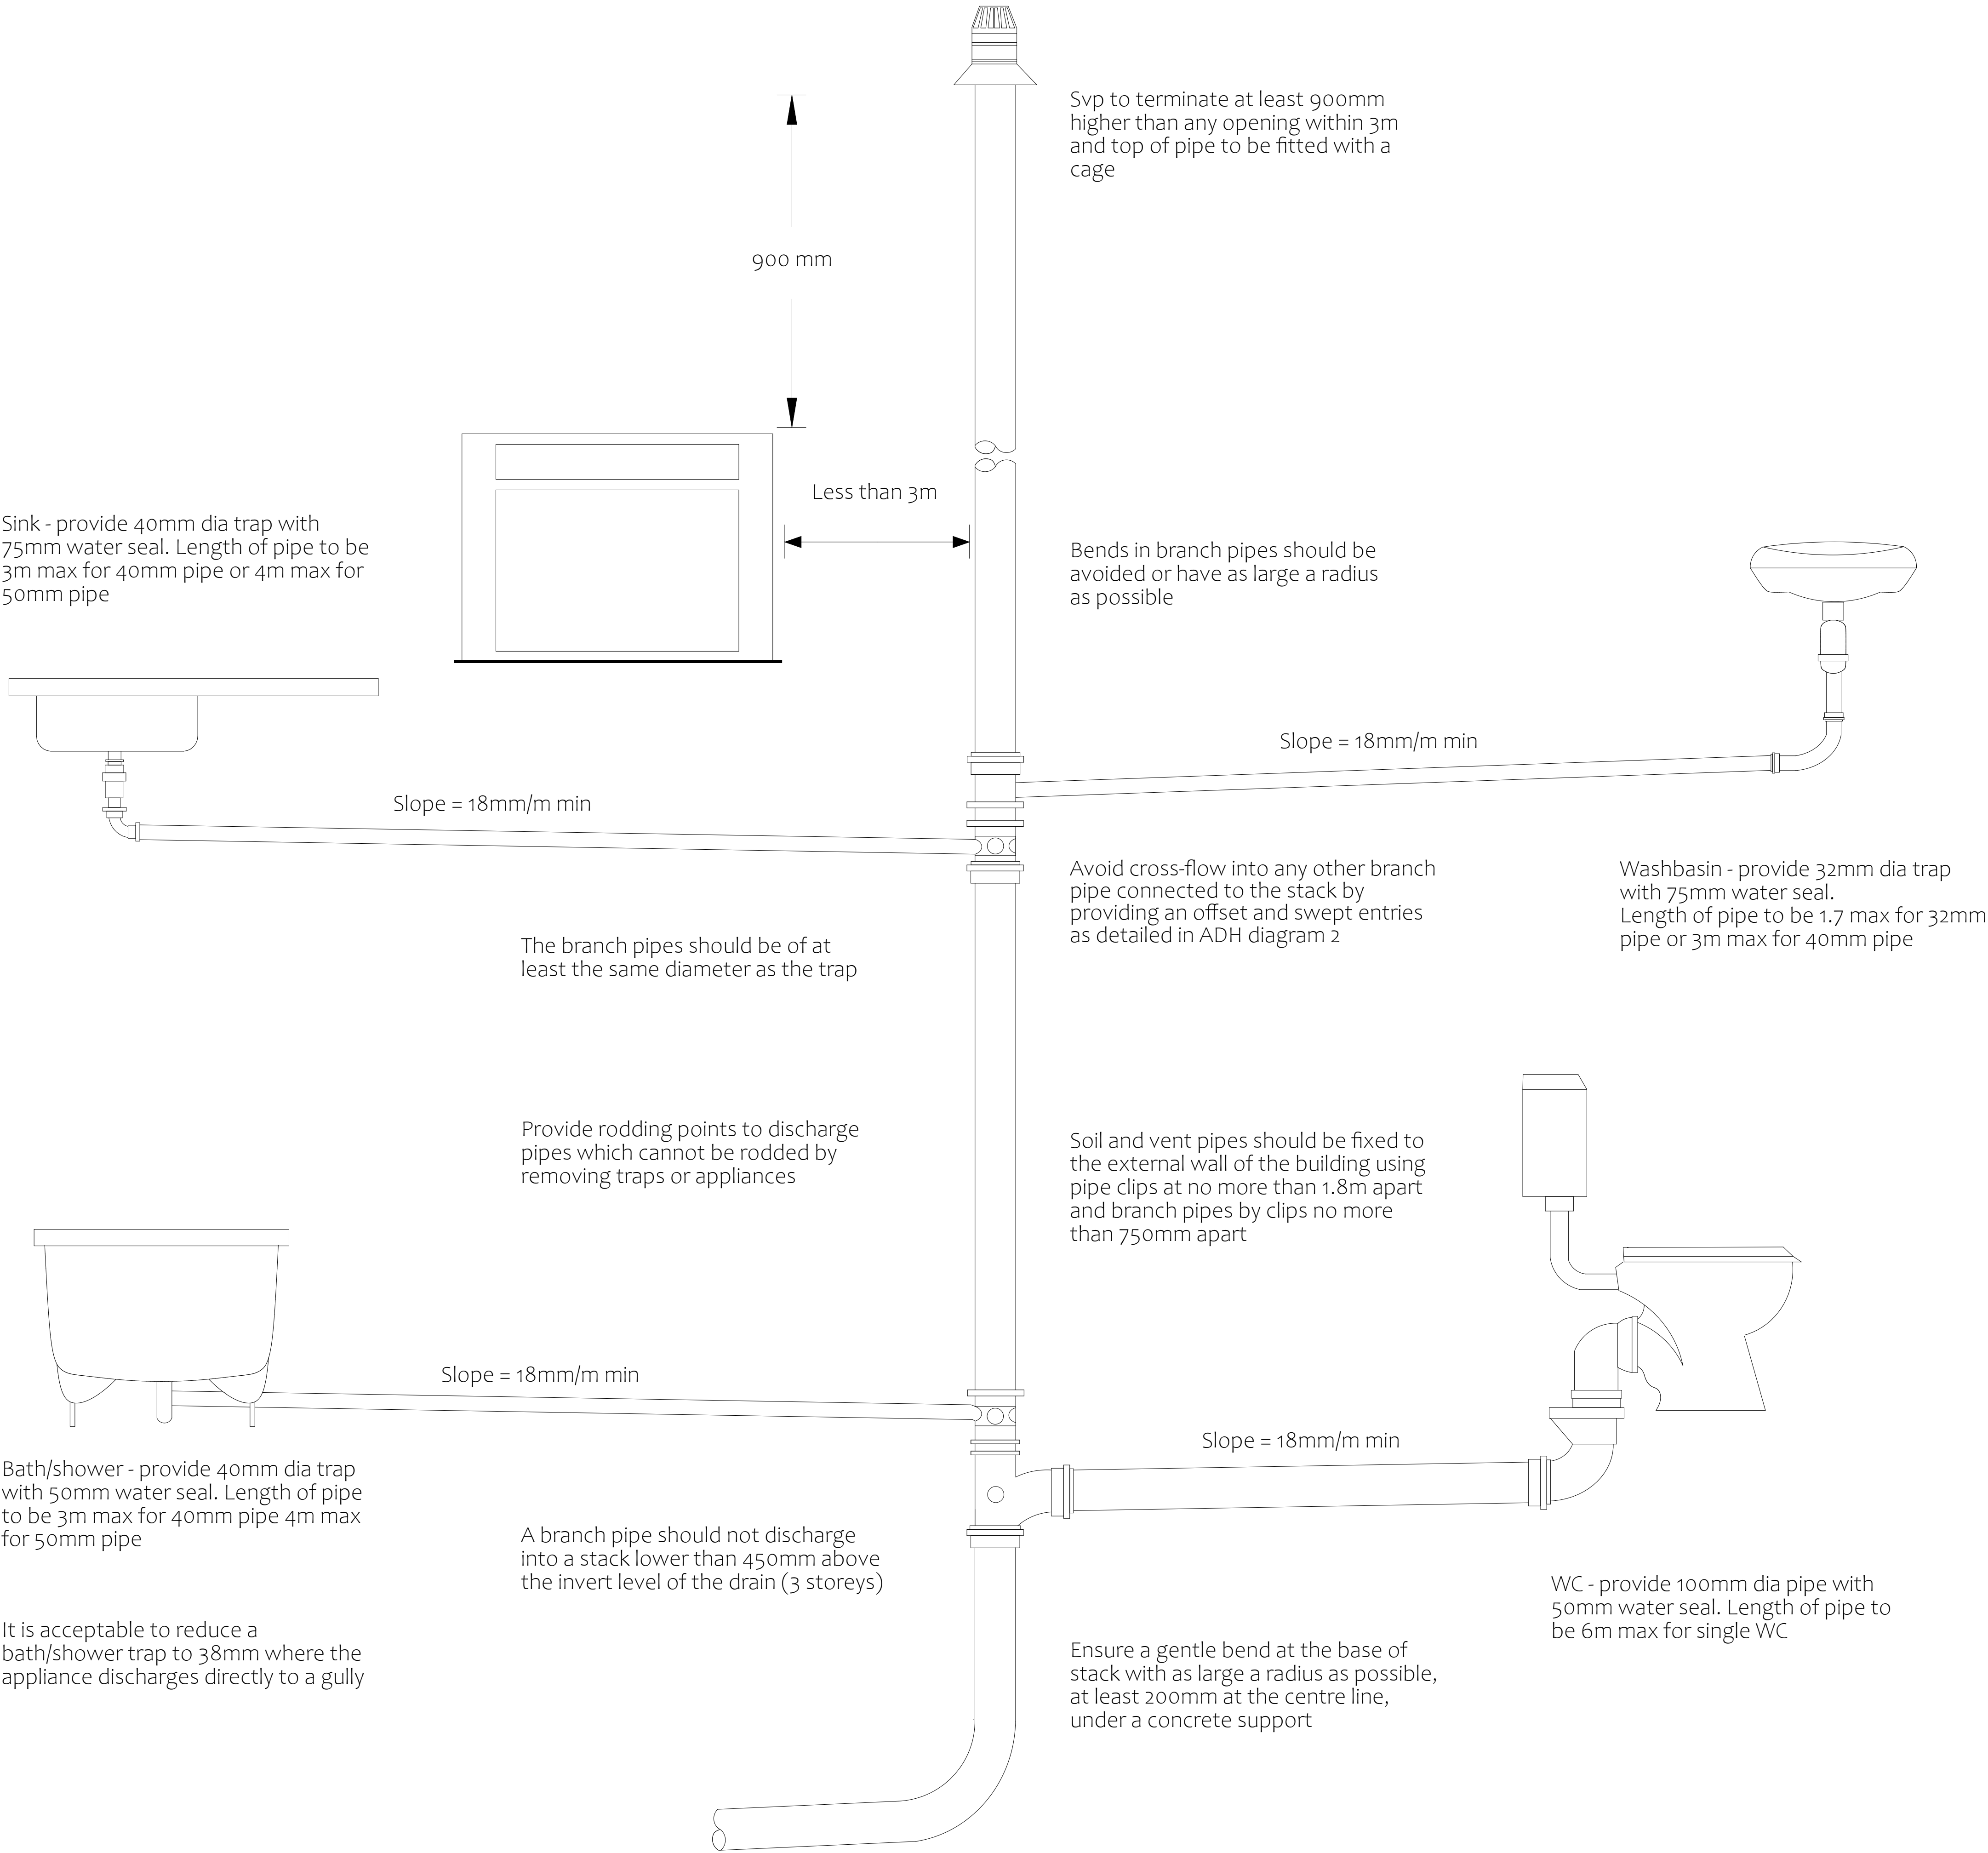 Svp to terminate at least 900mm
higher than any opening within 3m
and top of pipe to be fitted with a
cage
900 mm
Less than 3m
Sink - provide 40mm dia trap with
75mm water seal. Length of pipe to be
3m max for 40mm pipe or 4m max for
50mm pipe
Bends in branch pipes should be
avoided or have as large a radius
as possible
Slope = 18mm/m min
Slope = 18mm/m min
Avoid cross-flow into any other branch
pipe connected to the stack by
providing an offset and swept entries
as detailed in ADH diagram 2
Washbasin - provide 32mm dia trap
with 75mm water seal.
Length of pipe to be 1.7 max for 32mm
pipe or 3m max for 40mm pipe
The branch pipes should be of at
least the same diameter as the trap
Provide rodding points to discharge
pipes which cannot be rodded by
removing traps or appliances
Soil and vent pipes should be fixed to
the external wall of the building using
pipe clips at no more than 1.8m apart
and branch pipes by clips no more
than 750mm apart
Slope = 18mm/m min
Slope = 18mm/m min
Bath/shower - provide 40mm dia trap
with 50mm water seal. Length of pipe
to be 3m max for 40mm pipe 4m max
for 50mm pipe
A branch pipe should not discharge
into a stack lower than 450mm above
the invert level of the drain (3 storeys)
WC - provide 100mm dia pipe with
50mm water seal. Length of pipe to
be 6m max for single WC
It is acceptable to reduce a
bath/shower trap to 38mm where the
appliance discharges directly to a gully
Ensure a gentle bend at the base of
stack with as large a radius as possible,
at least 200mm at the centre line,
under a concrete support